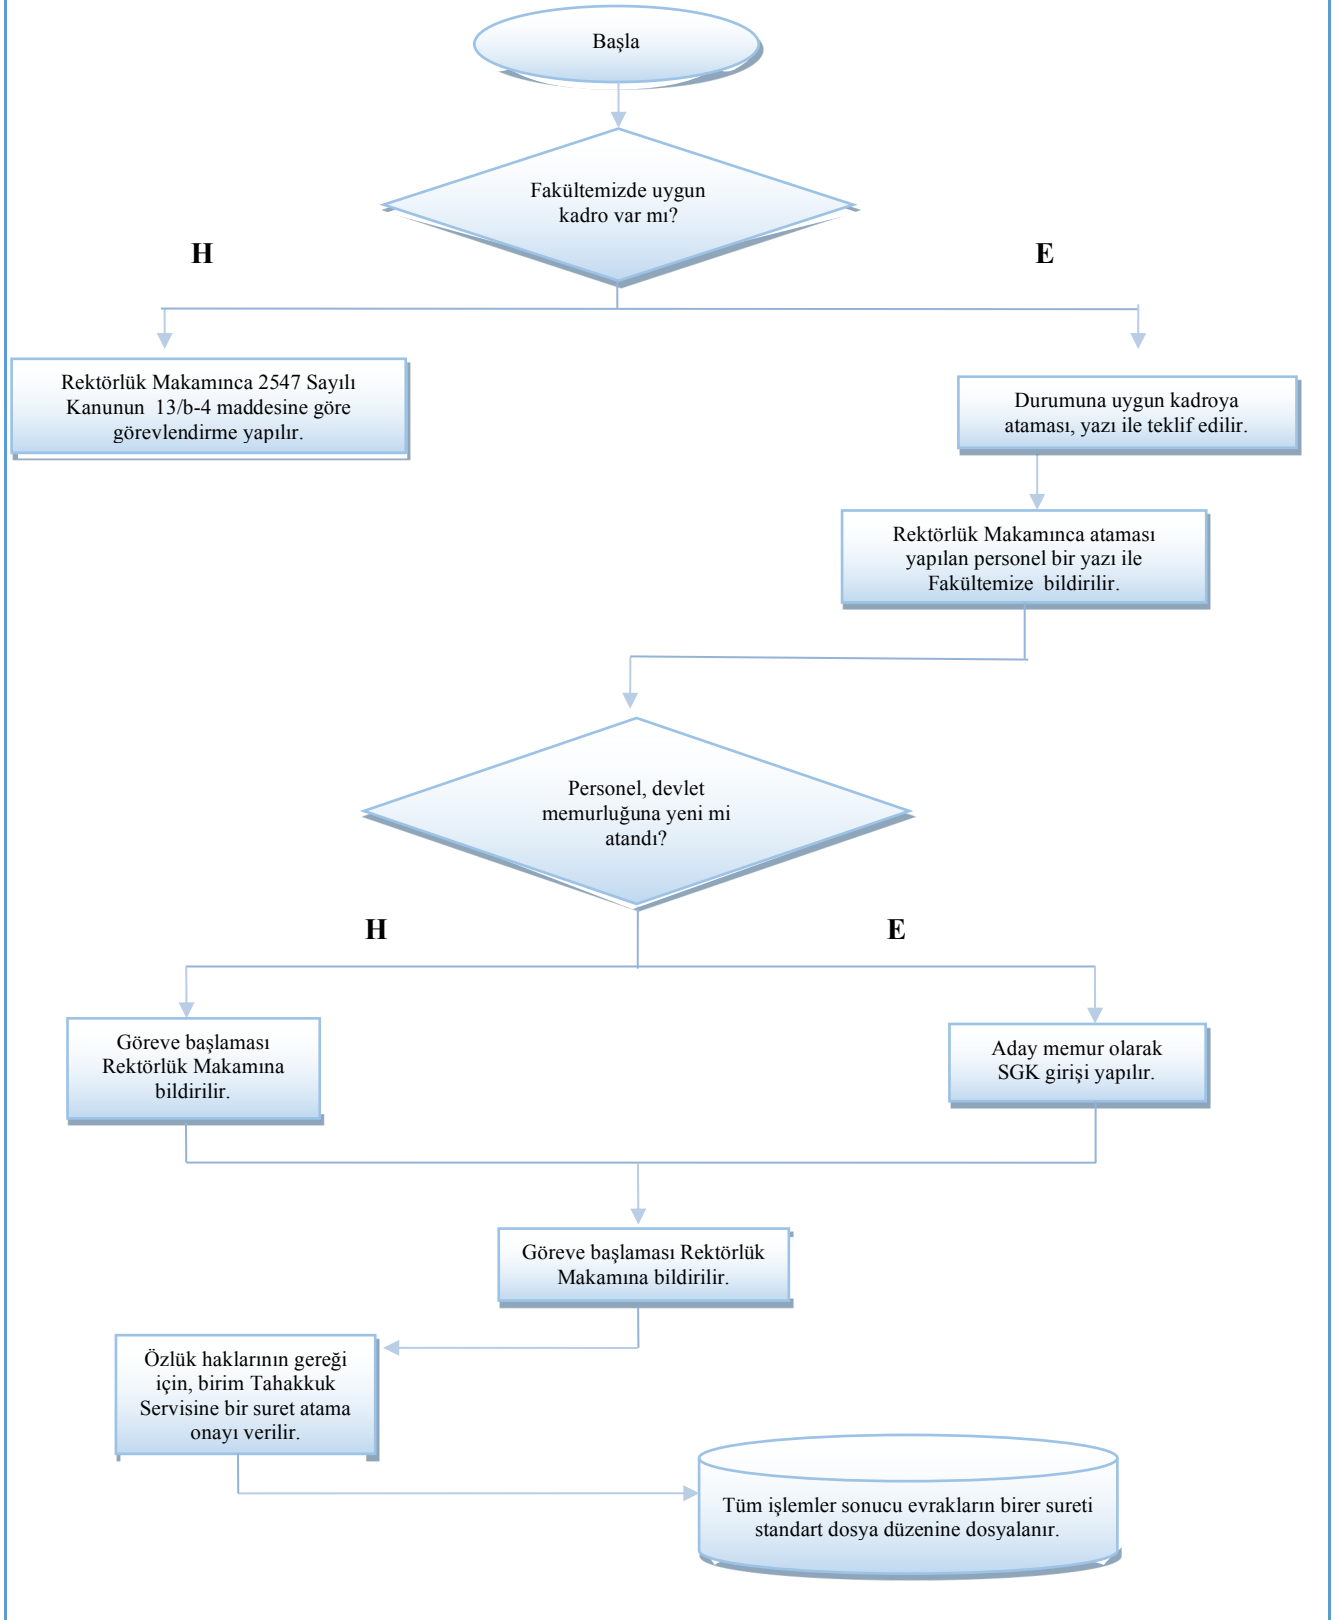 Başla
Fakültemizde uygun
kadro var mı?
H
E
Rektörlük Makamınca 2547 Sayılı
Kanunun 13/b-4 maddesine göre
görevlendirme yapılır.
Durumuna uygun kadroya
ataması, yazı ile teklif edilir.
Rektörlük Makamınca ataması
yapılan personel bir yazı ile
Fakültemize bildirilir.
Personel, devlet
memurluğuna yeni mi
atandı?
H
E
Göreve başlaması
Rektörlük Makamına
bildirilir.
Aday memur olarak
SGK girişi yapılır.
Göreve başlaması Rektörlük
Makamına bildirilir.
Özlük haklarının gereği
için, birim Tahakkuk
Servisine bir suret atama
onayı verilir.
Tüm işlemler sonucu evrakların birer sureti
standart dosya düzenine dosyalanır.